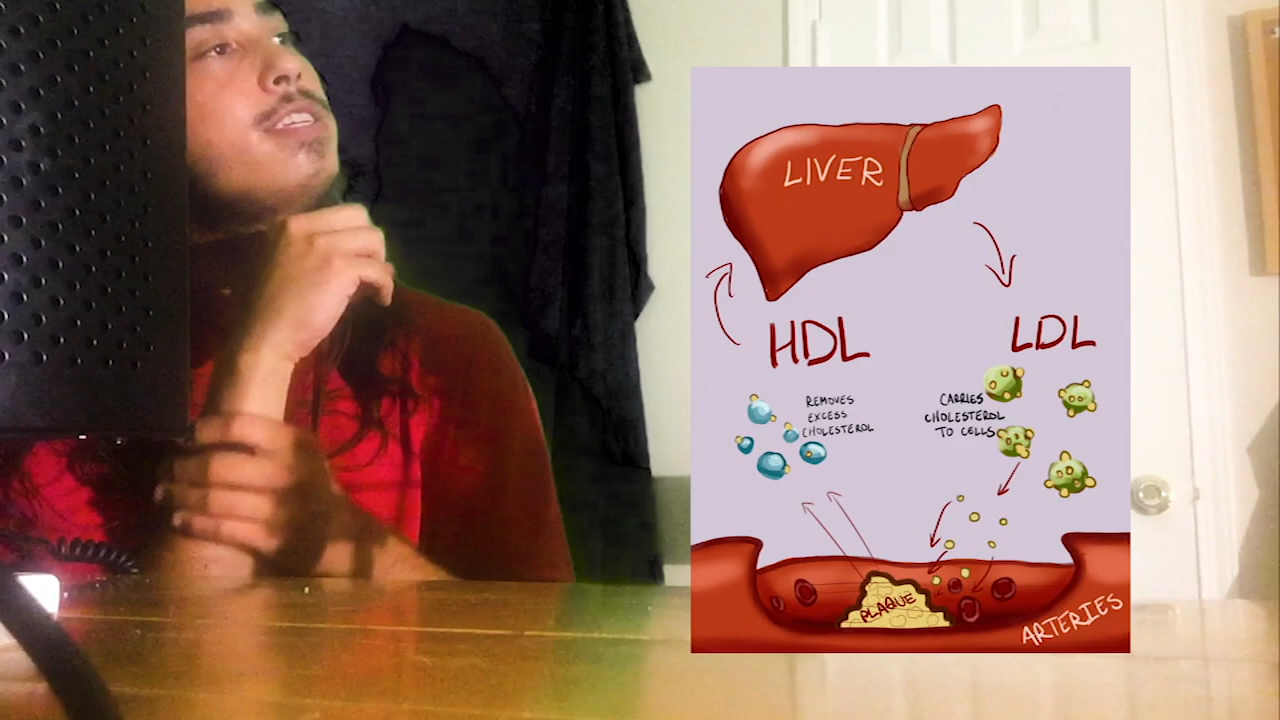 LIVER
HDL
LDL
REMOVES
EXCESS
CHOLESTEROL
CARRIES
CHOLESTEROL
TO CELLS
PLAQUE
ARTERIES